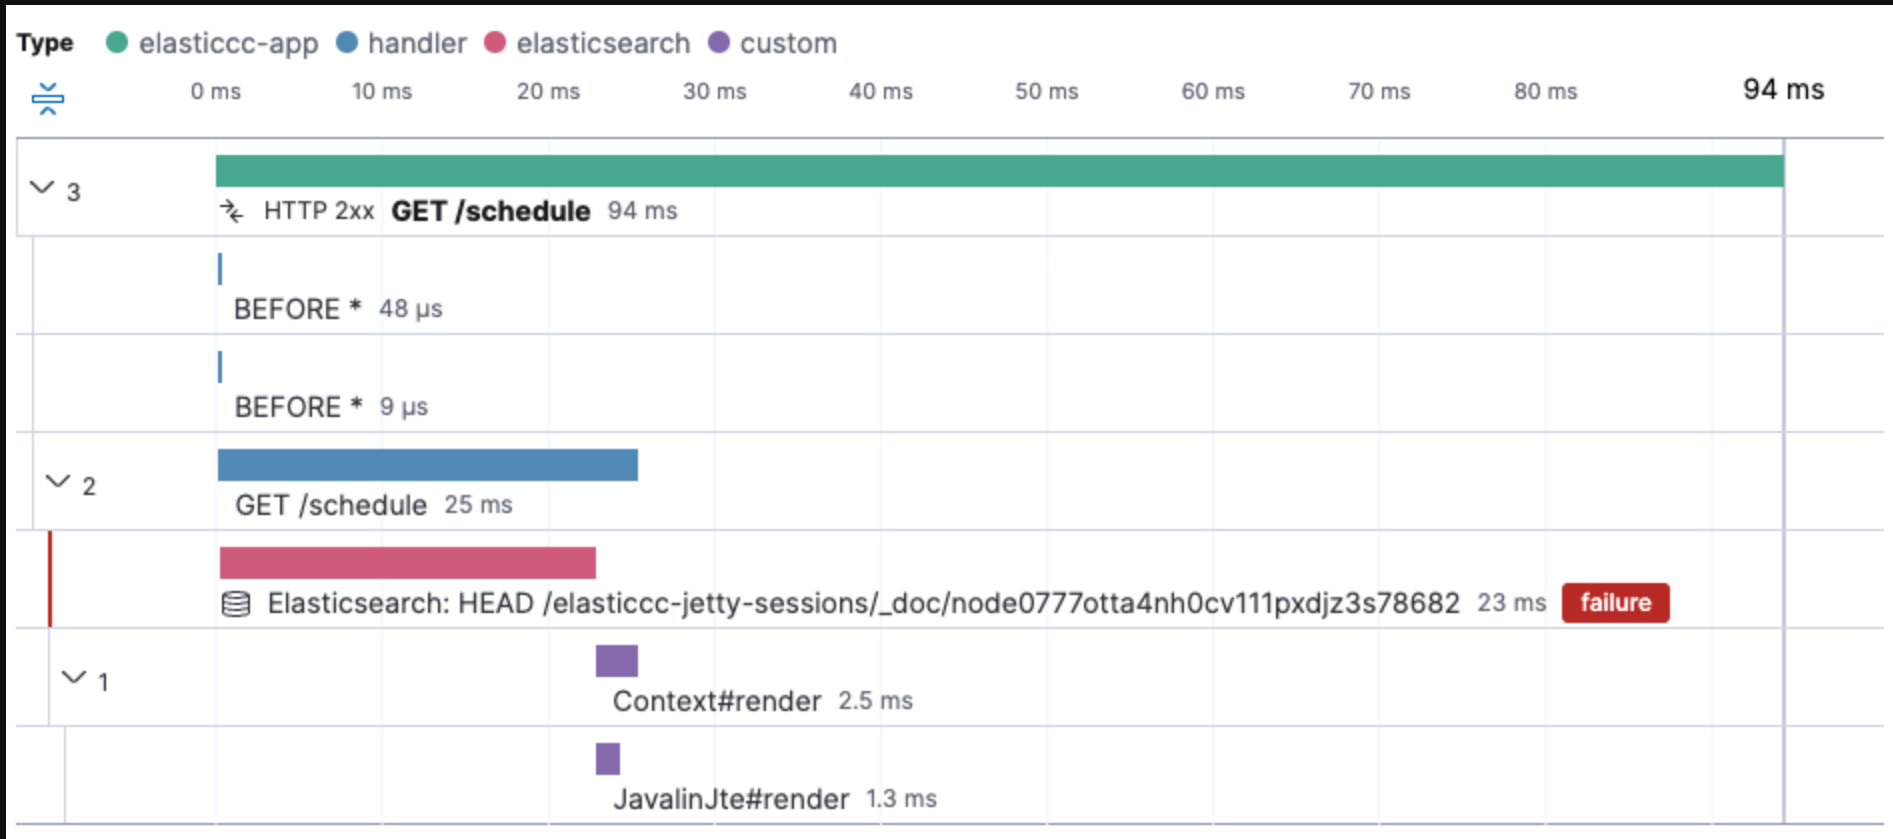 Type elasticcc-app handler elasticsearch custom
0 ms 10 ms 20 ms 30 ms 40 ms 50 ms 60 ms 70 ms 80 ms 94 ms
3
HTTP 2xx GET /schedule 94 ms
BEFORE * 48 μs
BEFORE * 9 μs
2
GET /schedule 25 ms
Elasticsearch: HEAD /elasticcc-jetty-sessions/_doc/node0777otta4nh0cv111pxdjz3s78682 23 ms failure
1
Context#render 2.5 ms
JavalinJte#render 1.3 ms